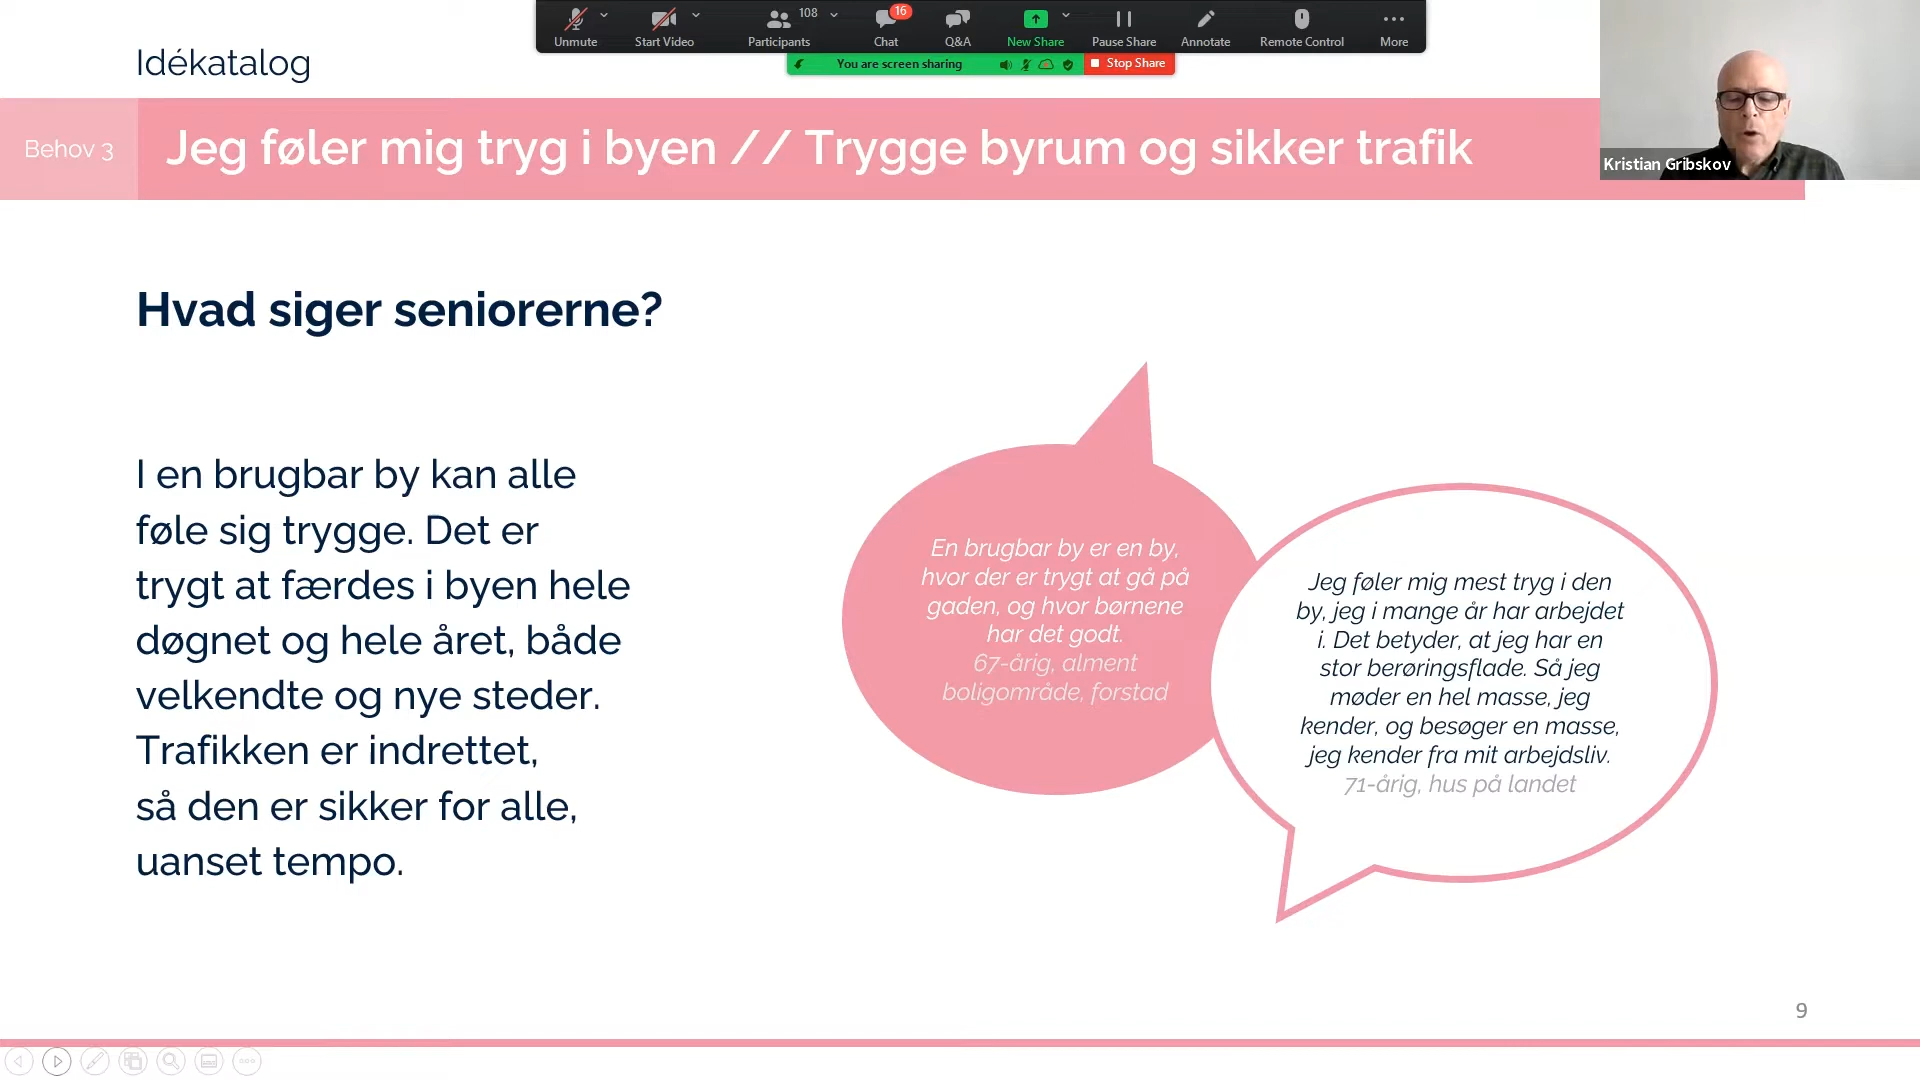 Unmute
Start Video
108
Participants
16
Chat
Q&A
New Share
Pause Share
Annotate
Remote Control
More
You are screen sharing
Stop Share
Idékatalog
Behov 3
Jeg føler mig tryg i byen // Trygge byrum og sikker trafik
Kristian Gribskov
Hvad siger seniorerne?
I en brugbar by kan alle
føle sig trygge. Det er
trygt at færdes i byen hele
døgnet og hele året, både
velkendte og nye steder.
Trafikken er indrettet,
så den er sikker for alle,
uanset tempo.
En brugbar by er en by,
hvor der er trygt at gå på
gaden, og hvor børnene
har det godt.
67-årig, alment
boligområde, forstad
Jeg føler mig mest tryg i den
by, jeg i mange år har arbejdet
i. Det betyder, at jeg har en
stor berøringsflade. Så jeg
møder en hel masse, jeg
kender, og besøger en masse,
jeg kender fra mit arbejdsliv.
71-årig, hus på landet
9